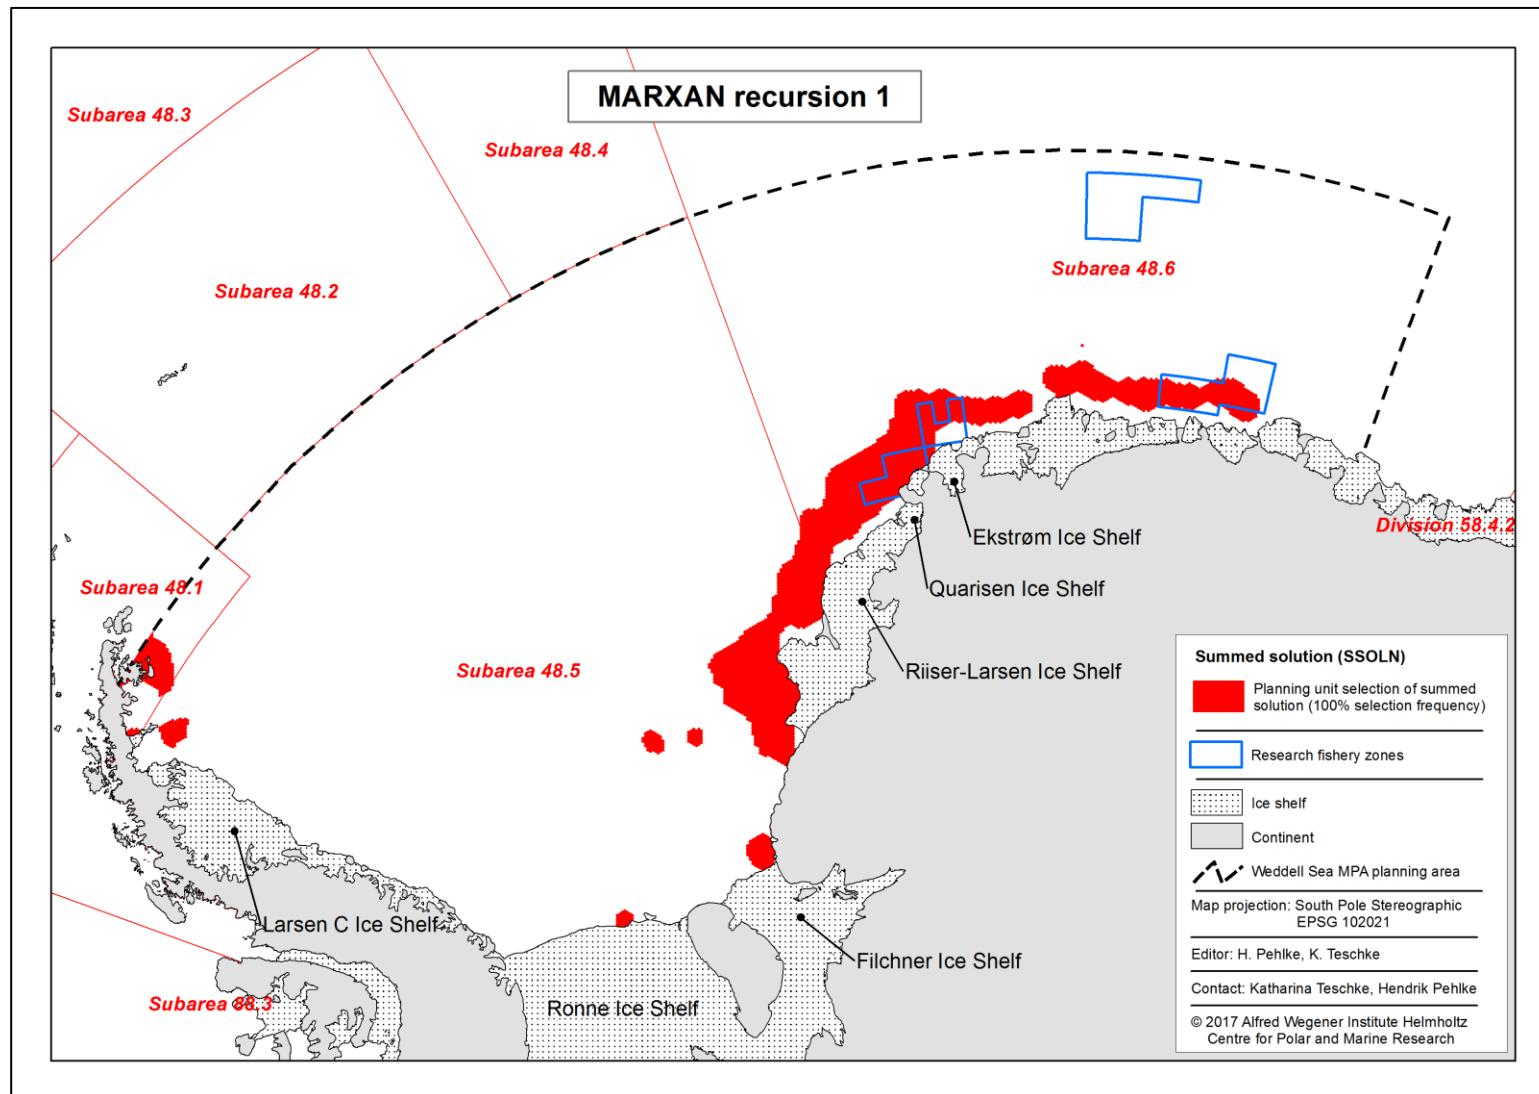 MARXAN recursion 1
Subarea 48.3
Subarea 48.4
Subarea 48.2
Subarea 48.6
Division 58.4.2
Ekstrøm Ice Shelf
Quarisen Ice Shelf
Subarea 48.1
Subarea 48.5
Riiser-Larsen Ice Shelf
Larsen C Ice Shelf
Filchner Ice Shelf
Subarea 88.3
Ronne Ice Shelf
Summed solution (SSOLN)
Planning unit selection of summed
solution (100% selection frequency)
Research fishery zones
Ice shelf
Continent
Weddell Sea MPA planning area
Map projection: South Pole Stereographic
EPSG 102021
Editor: H. Pehlke, K. Teschke
Contact: Katharina Teschke, Hendrik Pehlke
© 2017 Alfred Wegener Institute Helmholtz
Centre for Polar and Marine Research